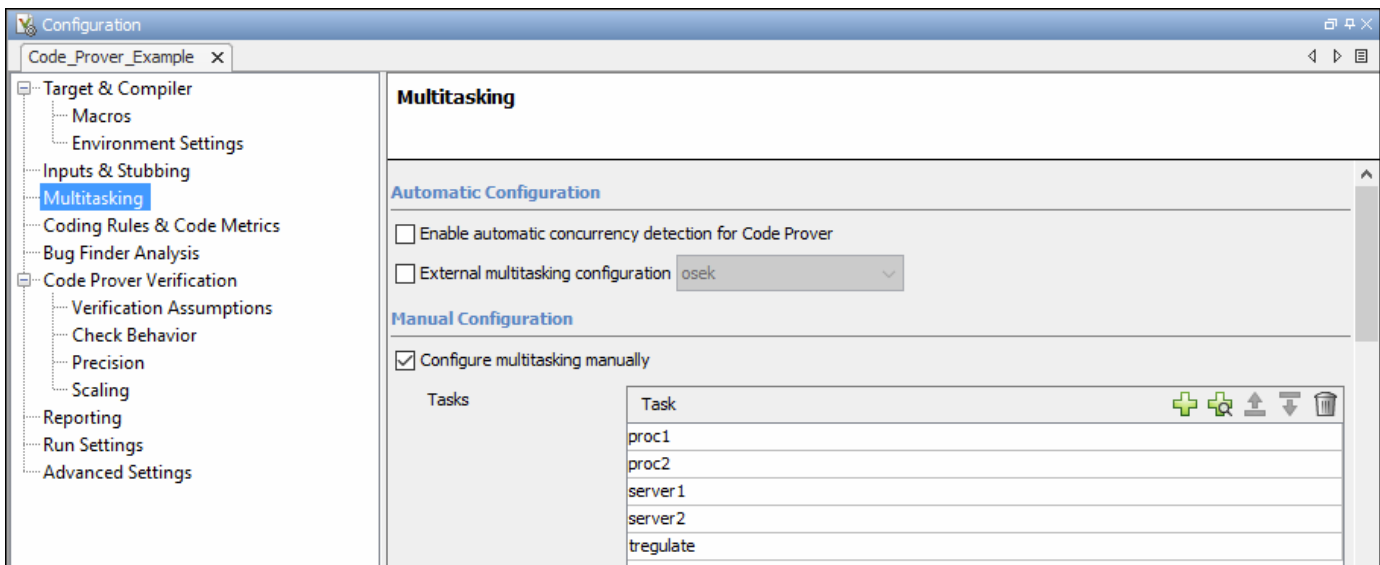 Configuration
Code_Prover_Example
Target & Compiler
Macros
Environment Settings
Inputs & Stubbing
Multitasking
Coding Rules & Code Metrics
Bug Finder Analysis
Code Prover Verification
Verification Assumptions
Check Behavior
Precision
Scaling
Reporting
Run Settings
Advanced Settings
Multitasking
Automatic Configuration
Enable automatic concurrency detection for Code Prover
External multitasking configuration osek
Manual Configuration
Configure multitasking manually
Tasks
Task
proc1
proc2
server1
server2
tregulate